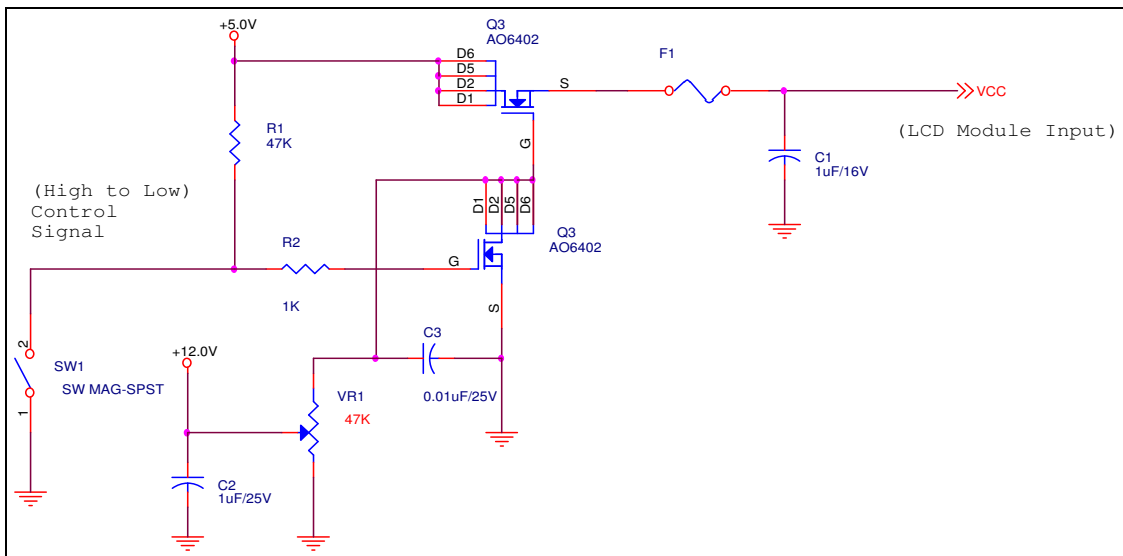 +5.0V
Q3
AO6402
D6
D5
D2
D1
S
G
F1
VCC
(LCD Module Input)
R1
47K
C1
1uF/16V
(High to Low)
Control
Signal
D1
D2
D5
D6
Q3
AO6402
R2
1K
G
S
+12.0V
C3
0.01uF/25V
2
SW1
SW MAG-SPST
1
VR1
47K
C2
1uF/25V